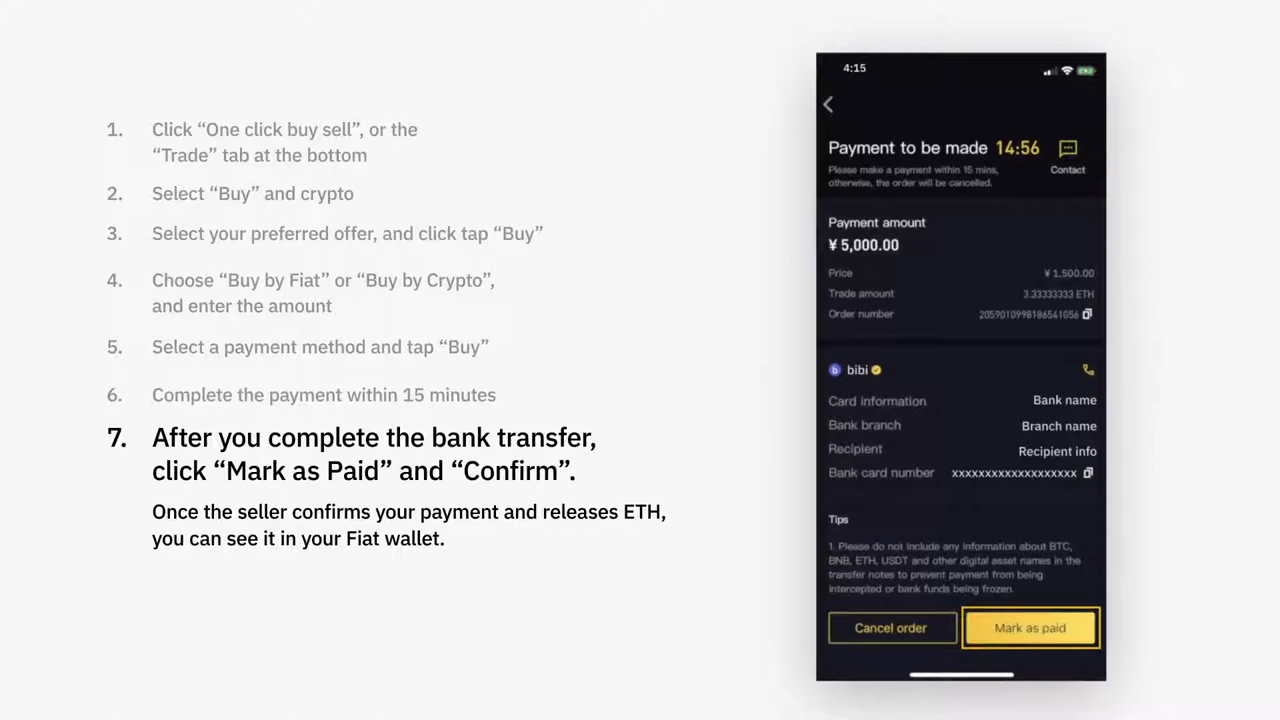 1. Click “One click buy sell”, or the
“Trade” tab at the bottom
2. Select “Buy” and crypto
3. Select your preferred offer, and click tap “Buy”
4. Choose “Buy by Fiat” or “Buy by Crypto”,
and enter the amount
5. Select a payment method and tap “Buy”
6. Complete the payment within 15 minutes
7. After you complete the bank transfer,
click “Mark as Paid” and “Confirm”.
Once the seller confirms your payment and releases ETH,
you can see it in your Fiat wallet.
4:15
Payment to be made 14:56
Please make a payment within 15 mins,
otherwise, the order will be cancelled.
Contact
Payment amount
¥ 5,000.00
Price ¥ 1,500.00
Trade amount 3.33333333 ETH
Order number 2059010998186541056
b bibi
Card information Bank name
Bank branch Branch name
Recipient Recipient info
Bank card number xxxxxxxxxxxxxxxxxxx
Tips
1. Please do not include any information about BTC,
BNB, ETH, USDT and other digital asset names in the
transfer notes to prevent payment from being
intercepted or bank funds being frozen.
Cancel order Mark as paid